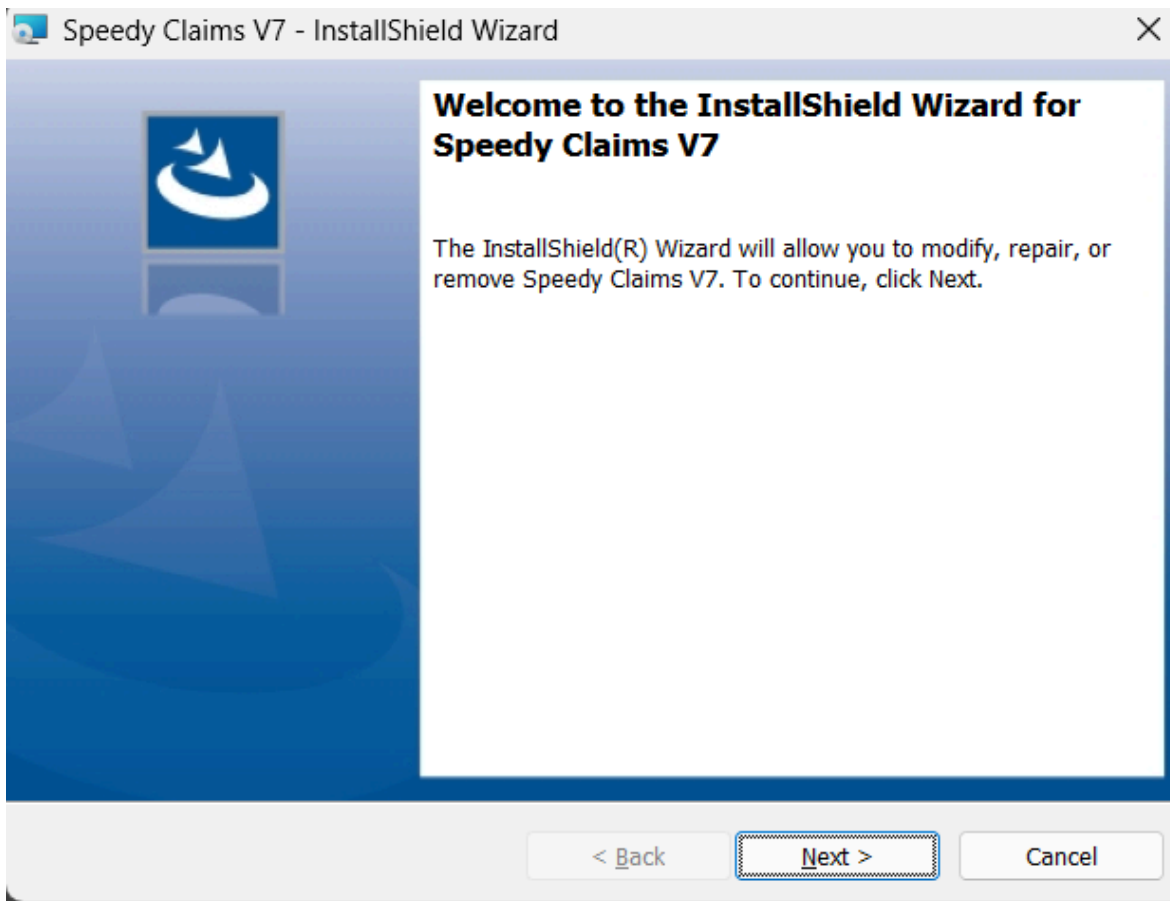 Speedy Claims V7 - InstallShield Wizard
Welcome to the InstallShield Wizard for
Speedy Claims V7
The InstallShield(R) Wizard will allow you to modify, repair, or
remove Speedy Claims V7. To continue, click Next.
< Back
Next >
Cancel